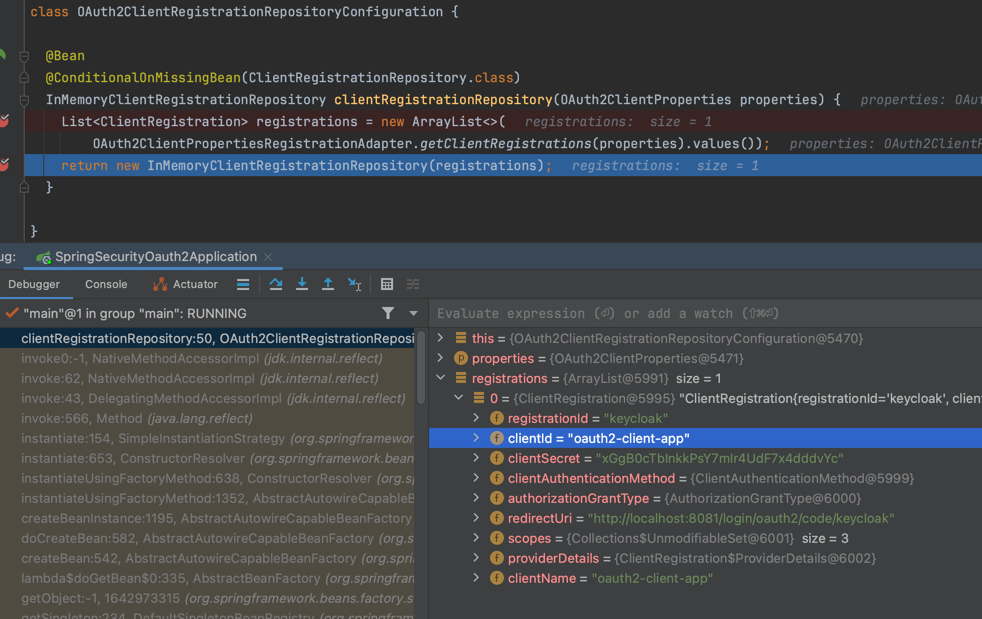 class OAuth2ClientRegistrationRepositoryConfiguration {
@Bean
@ConditionalOnMissingBean(ClientRegistrationRepository.class)
InMemoryClientRegistrationRepository clientRegistrationRepository(OAuth2ClientProperties properties) { properties: OAu
List<ClientRegistration> registrations = new ArrayList<>( registrations: size = 1
OAuth2ClientPropertiesRegistrationAdapter.getClientRegistrations(properties).values()); properties: OAuth2ClientP
return new InMemoryClientRegistrationRepository(registrations); registrations: size = 1
}
}
ug: SpringSecurityOauth2Application
Debugger Console Actuator
"main"@1 in group "main": RUNNING
clientRegistrationRepository:50, OAuth2ClientRegistrationReposi
invoke0:-1, NativeMethodAccessorImpl (jdk.internal.reflect)
invoke:62, NativeMethodAccessorImpl (jdk.internal.reflect)
invoke:43, DelegatingMethodAccessorImpl (jdk.internal.reflect)
invoke:566, Method (java.lang.reflect)
instantiate:154, SimpleInstantiationStrategy (org.springframewor
instantiate:653, ConstructorResolver (org.springframework.bean
instantiateUsingFactoryMethod:638, ConstructorResolver (org.s
instantiateUsingFactoryMethod:1352, AbstractAutowireCapableB
createBeanInstance:1195, AbstractAutowireCapableBeanFactory
doCreateBean:582, AbstractAutowireCapableBeanFactory (org.s
createBean:542, AbstractAutowireCapableBeanFactory (org.spri
lambda$doGetBean$0:335, AbstractBeanFactory (org.springfran
getObject:-1, 1642973315 (org.springframework.beans.factory.s
getSingleton:234, DefaultSingletonBeanRegistry (org.springfram
Evaluate expression (⏎) or add a watch (⇧⌘⏎)
this = {OAuth2ClientRegistrationRepositoryConfiguration@5470}
p properties = {OAuth2ClientProperties@5471}
registrations = {ArrayList@5991} size = 1
0 = {ClientRegistration@5995} "ClientRegistration{registrationId='keycloak', clien
f registrationId = "keycloak"
f clientId = "oauth2-client-app"
f clientSecret = "xGgB0cTbInkkPsY7mIr4UdF7x4dddvYc"
f clientAuthenticationMethod = {ClientAuthenticationMethod@5999}
f authorizationGrantType = {AuthorizationGrantType@6000}
f redirectUri = "http://localhost:8081/login/oauth2/code/keycloak"
f scopes = {Collections$UnmodifiableSet@6001} size = 3
f providerDetails = {ClientRegistration$ProviderDetails@6002}
f clientName = "oauth2-client-app"